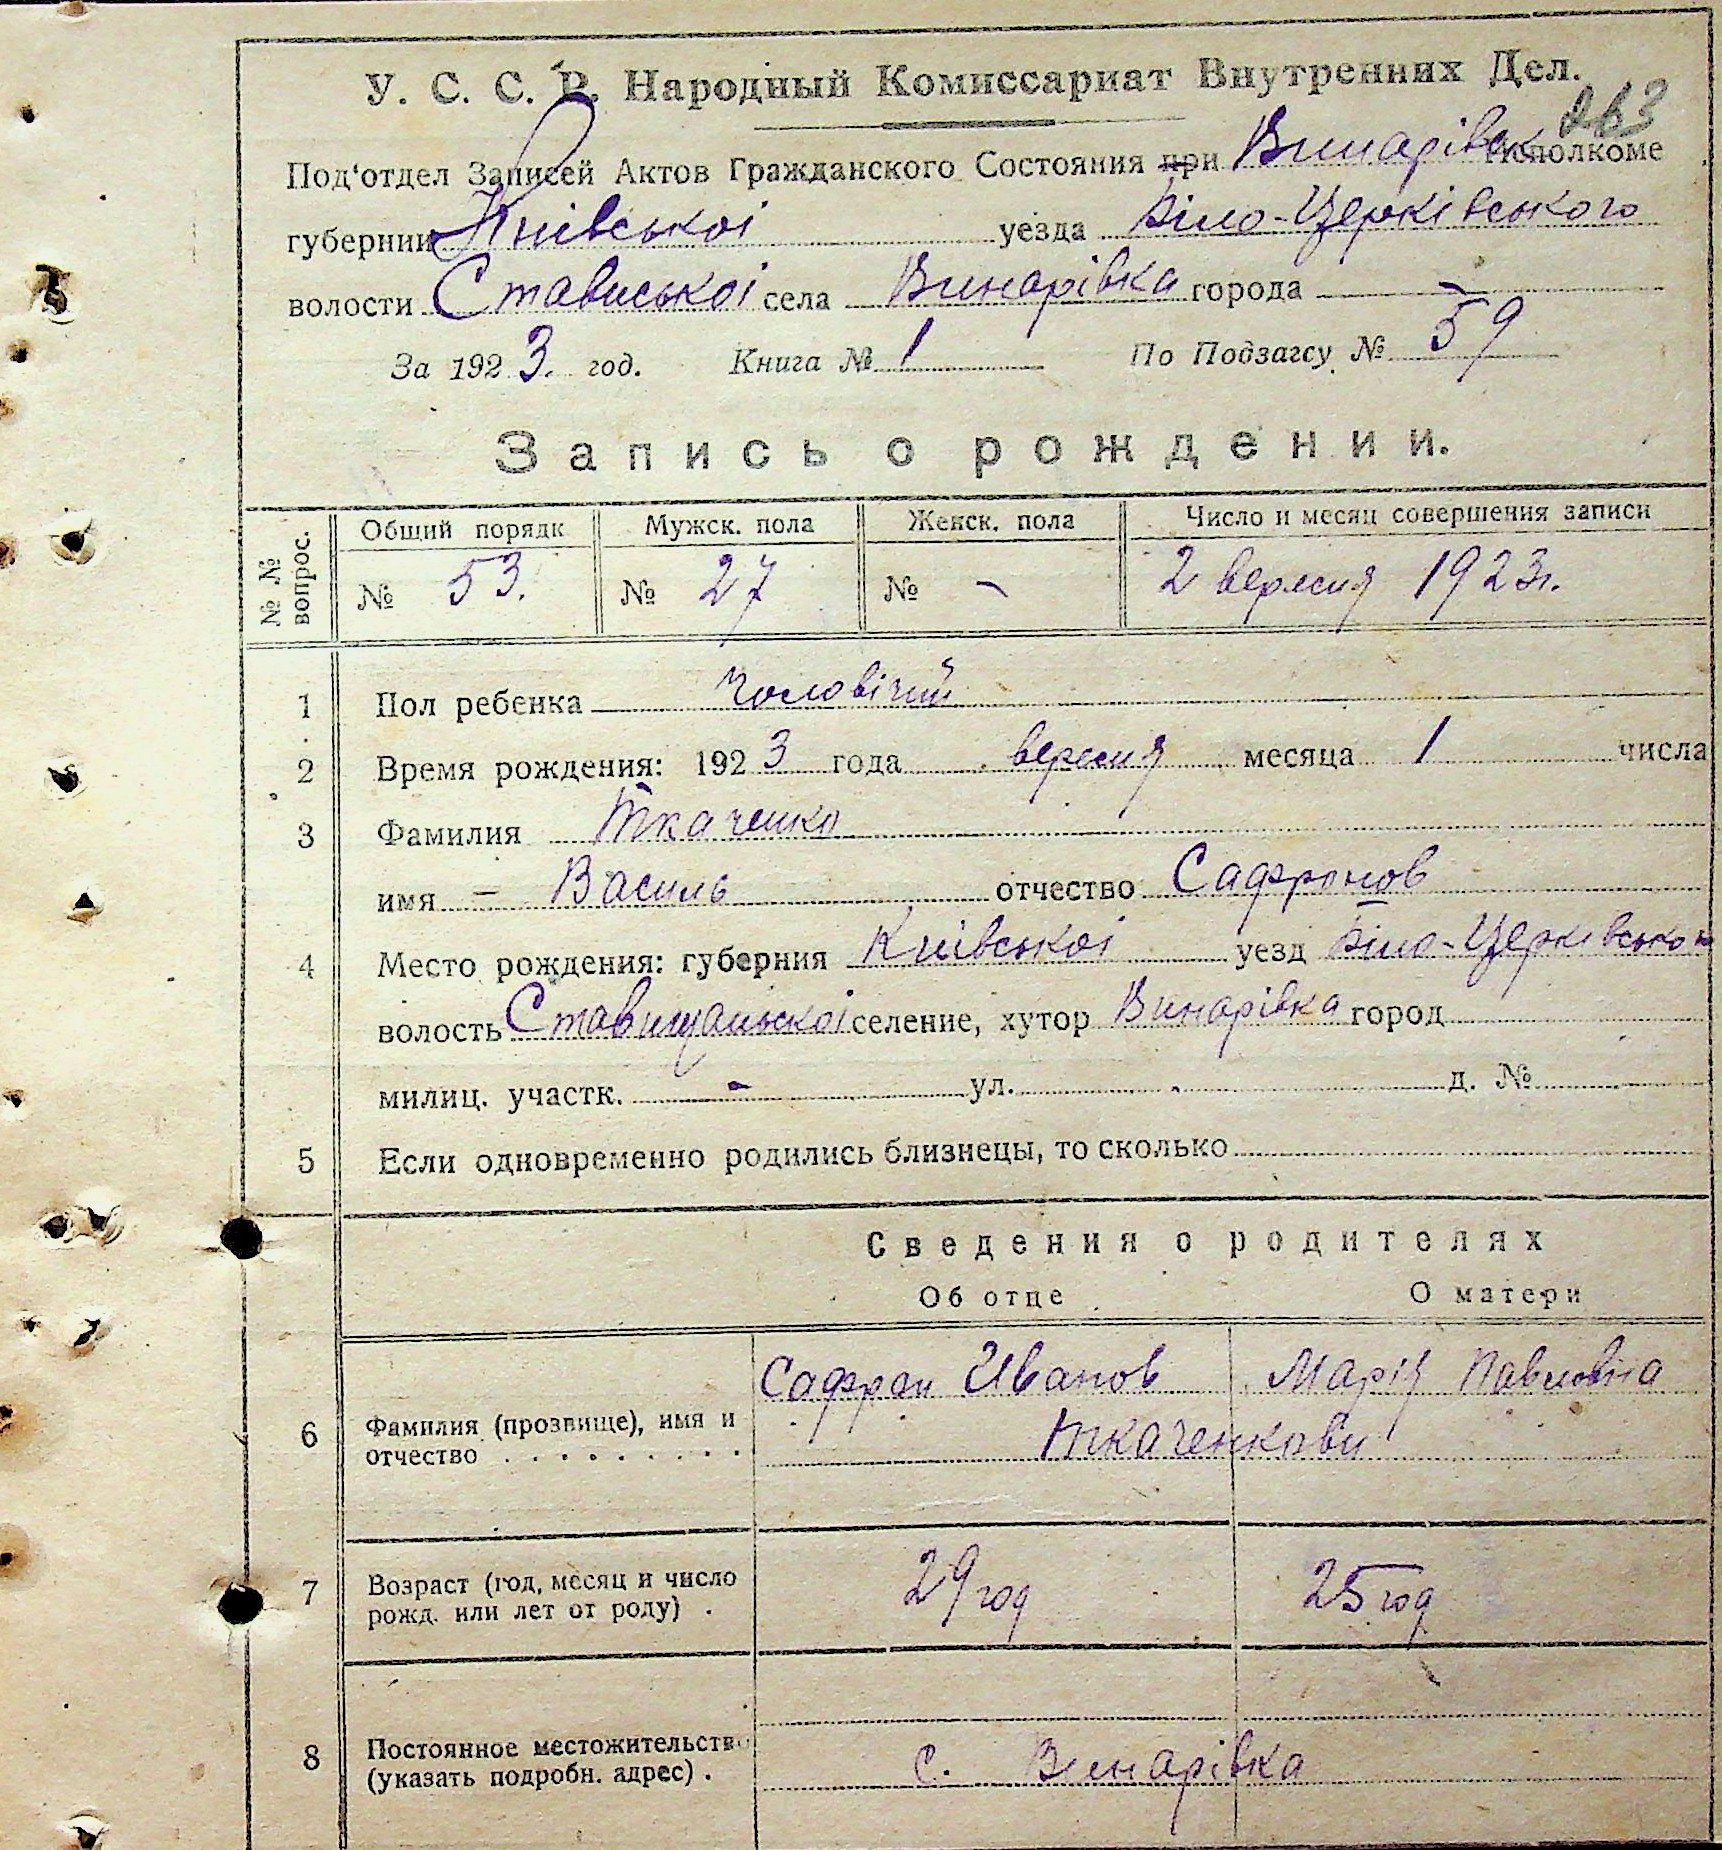 263
У. С. С. Р. Народный Комиссариат Внутренних Дел.
Под‘отдел Записей Актов Гражданского Состояния при Винарівск. Исполкоме
губернии Київської уезда Біло-Церківського
волости Стависької села Винарівка города -
За 1923. год. Книга № 1 По Подзагсу № 59
Запись о рождении.
№ № вопрос. Общий порядк Мужск. пола Женск. пола Число и месяц совершения записи
№ 53. № 27 № - 2 вересня 1923 г.
1 Пол ребенка чоловічий
2 Время рождения: 1923 года вересня месяца 1 числа
3 Фамилия Ткаченко
имя - Василь отчество Сафронов
4 Место рождения: губерния Київської уезд Біло-Церківського
волость Ставищанської селение, хутор Винарівка город
милиц. участк. - ул. - д. №
5 Если одновременно родились близнецы, то сколько
Сведения о родителях
Об отце О матери
Сафрон Иванов Марія Павловна
6 Фамилия (прозвище), имя и Ткаченкови
отчество . . . . . . . . .
7 Возраст (год, месяц и число 29 год 25 год
рожд. или лет от роду) .
8 Постоянное местожительство
(указать подробн. адрес) . с. Винарівка